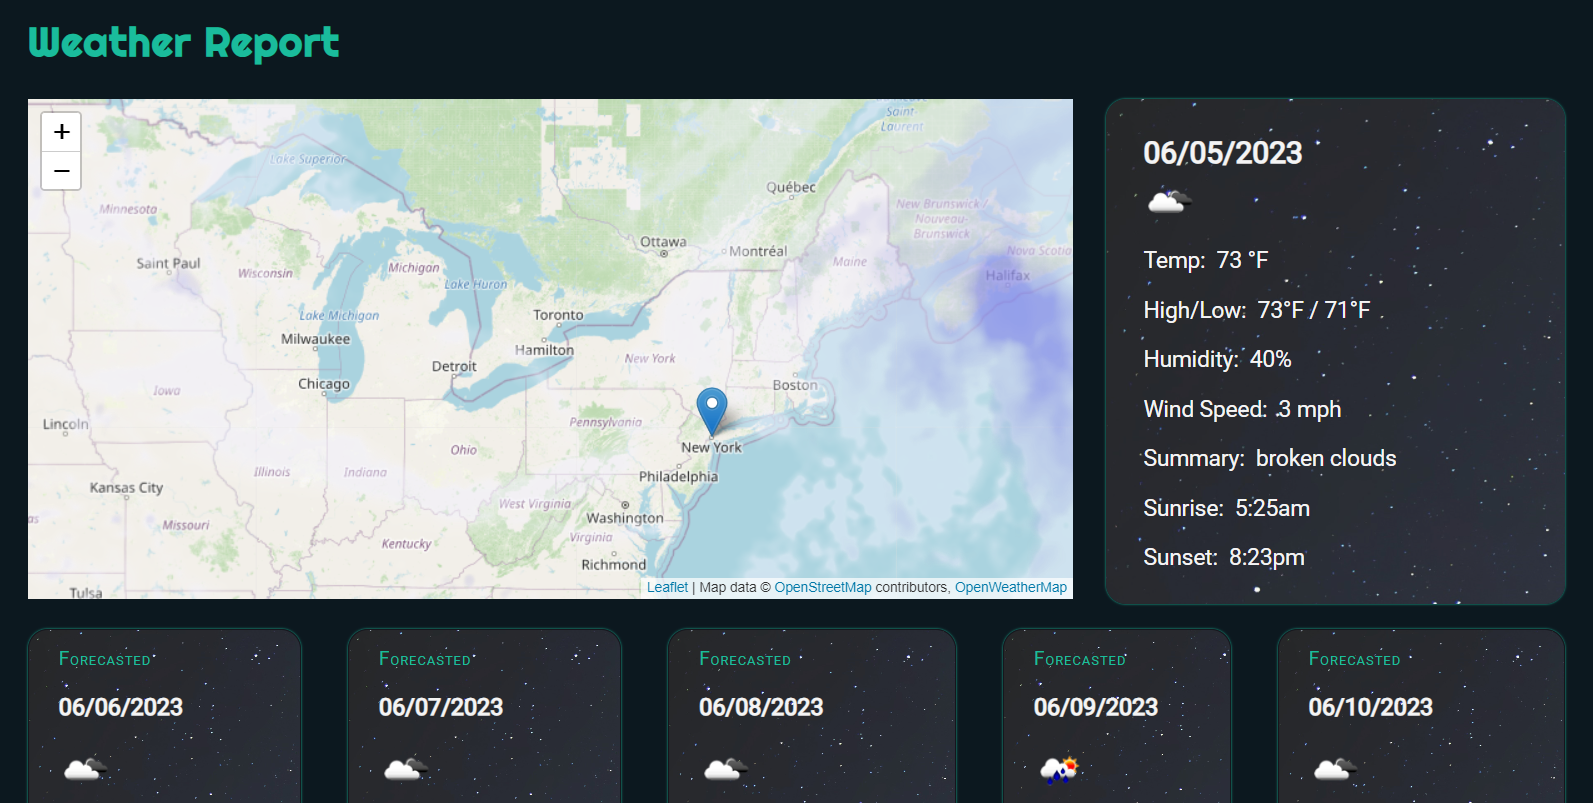 Weather Report
+
−
Lake Superior
Saint-
Laurent
Québec
Minnesota
New Brunswick /
Nouveau-
Brunswick
Ottawa
Montréal
Nova Scotia
Saint Paul
Wisconsin
Michigan
Maine
Halifax
Lake Huron
Lake Michigan
Toronto
Milwaukee
Hamilton
New York
Detroit
Chicago
Boston
Iowa
Lincoln
Pennsylvania
New York
Ohio
Illinois
Indiana
Philadelphia
Kansas City
West Virginia
Washington
as
Missouri
Virginia
Kentucky
Richmond
Tulsa
Leaflet | Map data © OpenStreetMap contributors, OpenWeatherMap
06/05/2023
Temp: 73 °F
High/Low: 73°F / 71°F
Humidity: 40%
Wind Speed: 3 mph
Summary: broken clouds
Sunrise: 5:25am
Sunset: 8:23pm
Forecasted
06/06/2023
Forecasted
06/07/2023
Forecasted
06/08/2023
Forecasted
06/09/2023
Forecasted
06/10/2023